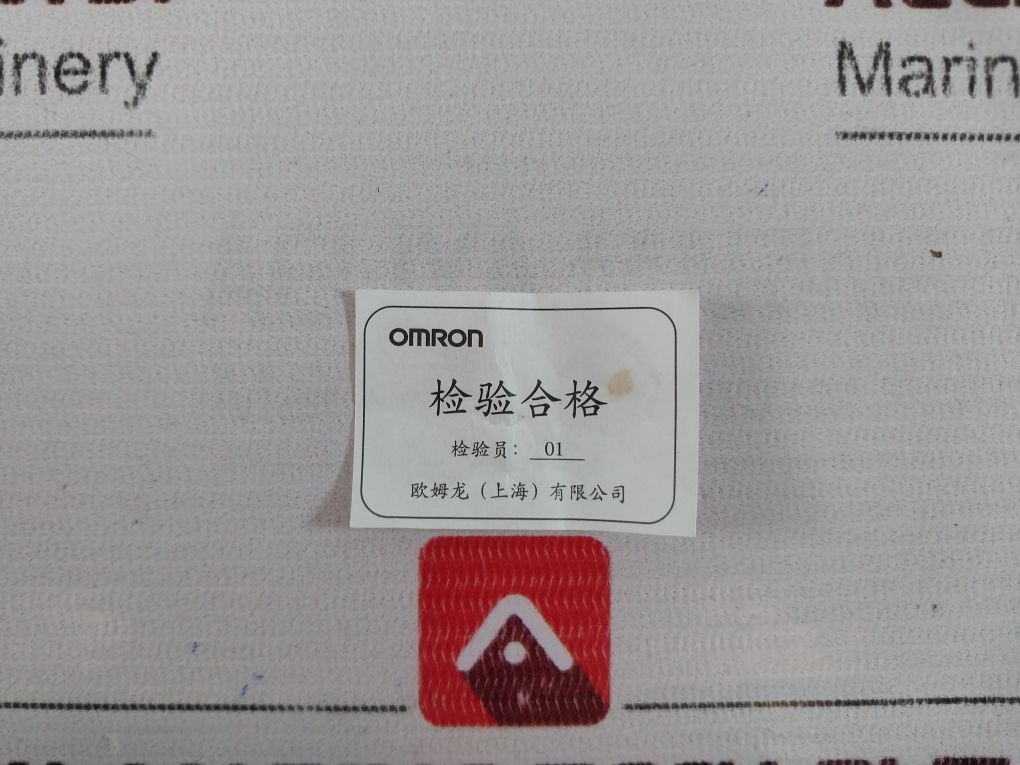 inery
Marin
OMRON
检验合格
检验员： 01
欧姆龙（上海）有限公司